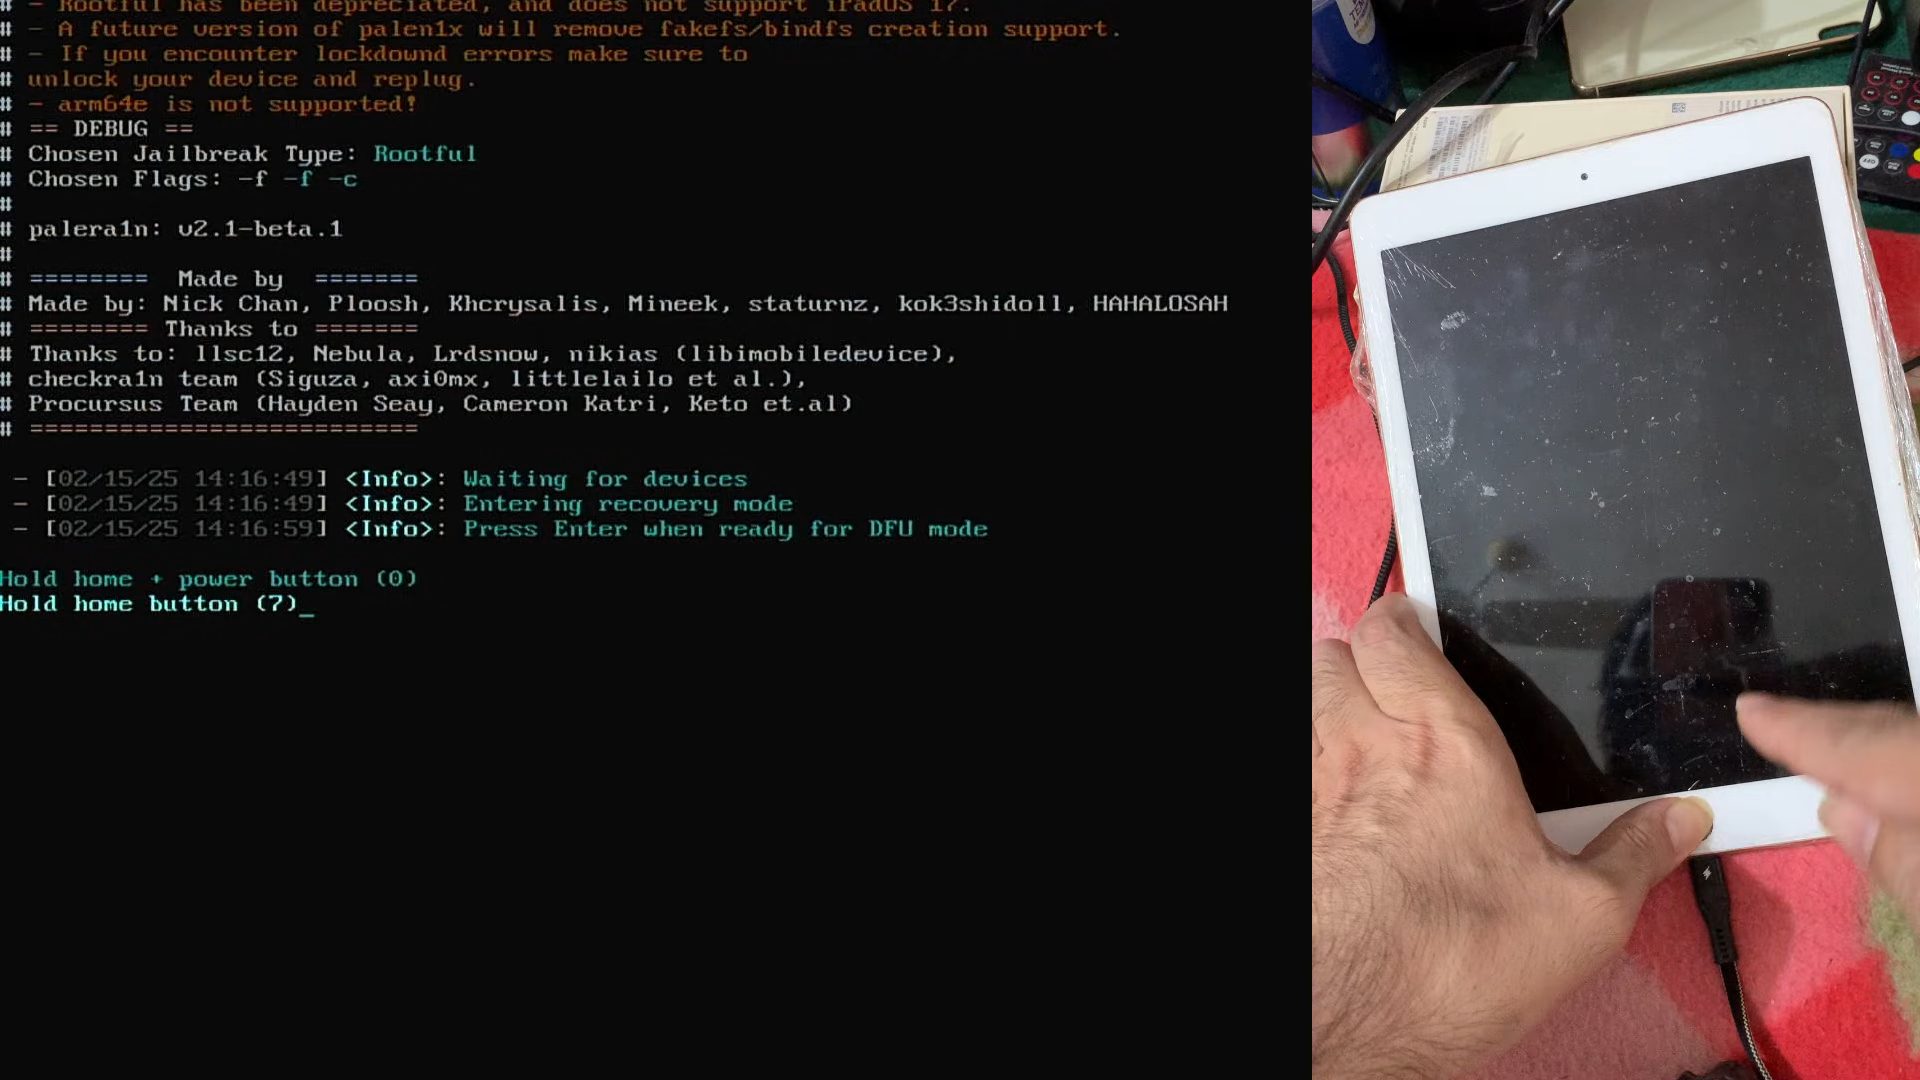 # - Rootful has been depreciated, and does not support iPadOS 17.
# - A future version of palen1x will remove fakefs/bindfs creation support.
# - If you encounter lockdownd errors make sure to
# unlock your device and replug.
# - arm64e is not supported!
# == DEBUG ==
# Chosen Jailbreak Type: Rootful
# Chosen Flags: -f -f -c
#
# palera1n: v2.1-beta.1
#
# ======== Made by =======
# Made by: Nick Chan, Ploosh, Khcrysalis, Mineek, staturnz, kok3shidoll, HAHALOSAH
# ======== Thanks to =======
# Thanks to: llsc12, Nebula, Lrdsnow, nikias (libimobiledevice),
# checkra1n team (Siguza, axi0mx, littlelailo et al.),
# Procursus Team (Hayden Seay, Cameron Katri, Keto et.al)
# ==========================
- [02/15/25 14:16:49] <Info>: Waiting for devices
- [02/15/25 14:16:49] <Info>: Entering recovery mode
- [02/15/25 14:16:59] <Info>: Press Enter when ready for DFU mode
Hold home + power button (0)
Hold home button (7)_